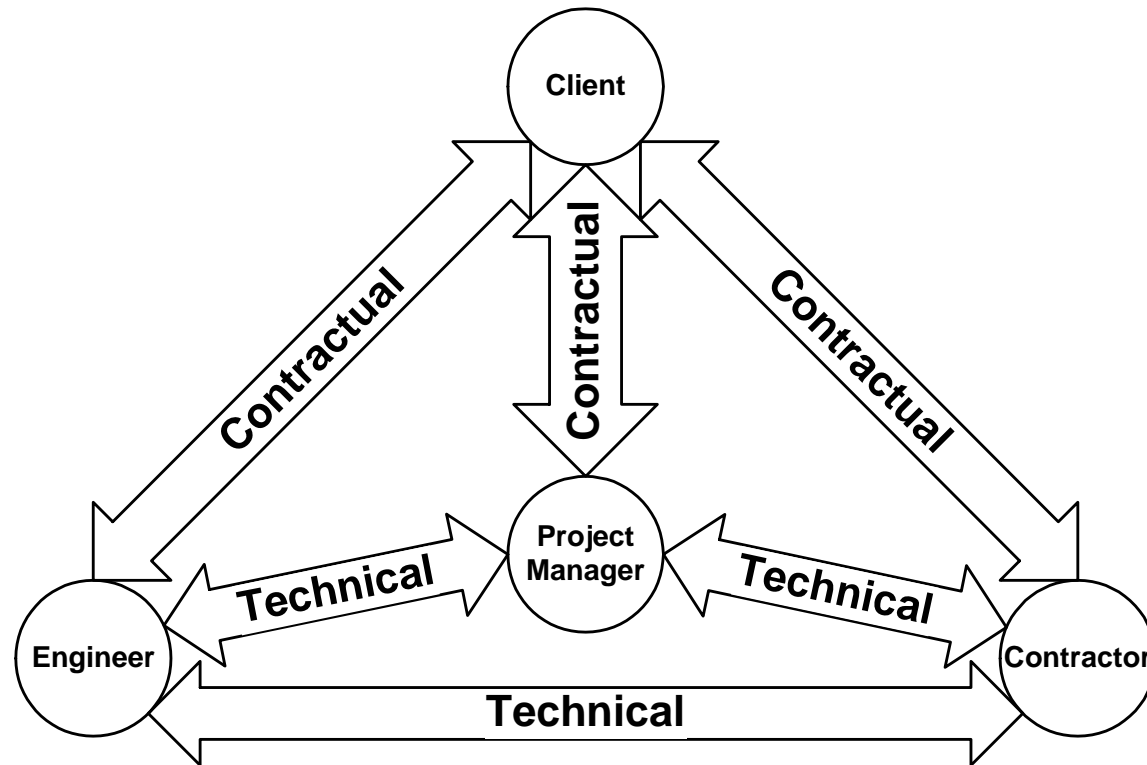 Client
Contractual
Contractual
Contractual
Project
Manager
Technical
Technical
Engineer
Contractor
Technical